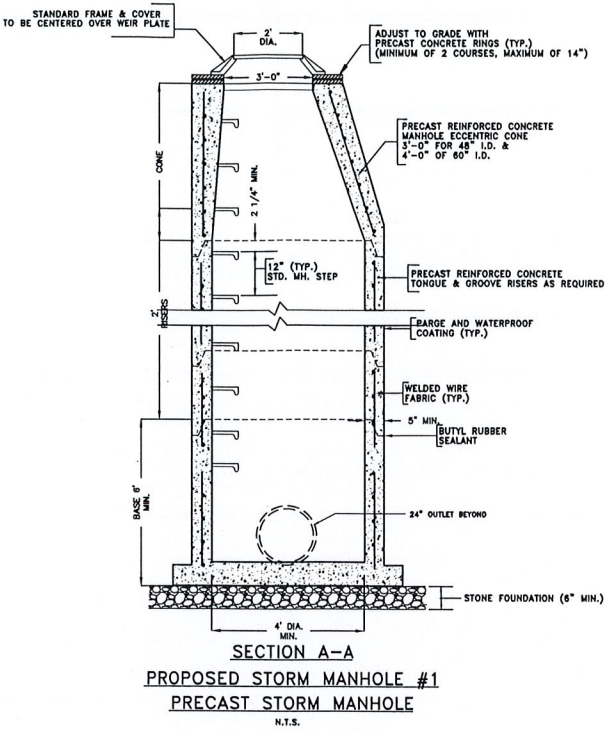 STANDARD FRAME & COVER
TO BE CENTERED OVER WEIR PLATE
2'
DIA.
ADJUST TO GRADE WITH
PRECAST CONCRETE RINGS (TYP.)
(MINIMUM OF 2 COURSES, MAXIMUM OF 14")
3'-0"
PRECAST REINFORCED CONCRETE
MANHOLE ECCENTRIC CONE
3'-0" FOR 48" I.D. &
4'-0" OF 60" I.D.
CONE
2 1/4" MIN.
12" (TYP.)
STD. MH. STEP
PRECAST REINFORCED CONCRETE
TONGUE & GROOVE RISERS AS REQUIRED
2'
RISERS
PARGE AND WATERPROOF
COATING (TYP.)
WELDED WIRE
FABRIC (TYP.)
5" MIN.
BUTYL RUBBER
SEALANT
BASE 6'
MIN.
24" OUTLET BEYOND
STONE FOUNDATION (6" MIN.)
4' DIA.
MIN.
SECTION A-A
PROPOSED STORM MANHOLE #1
PRECAST STORM MANHOLE
N.T.S.